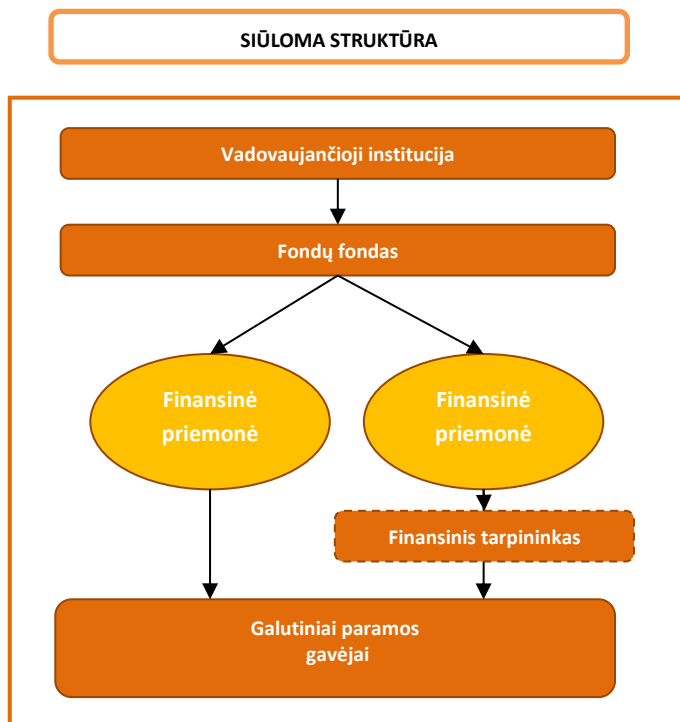 SIŪLOMA STRUKTŪRA
Vadovaujančioji institucija
Fondų fondas
Finansinė
priemonė
Finansinė
priemonė
Finansinis tarpininkas
Galutiniai paramos
gavėjai